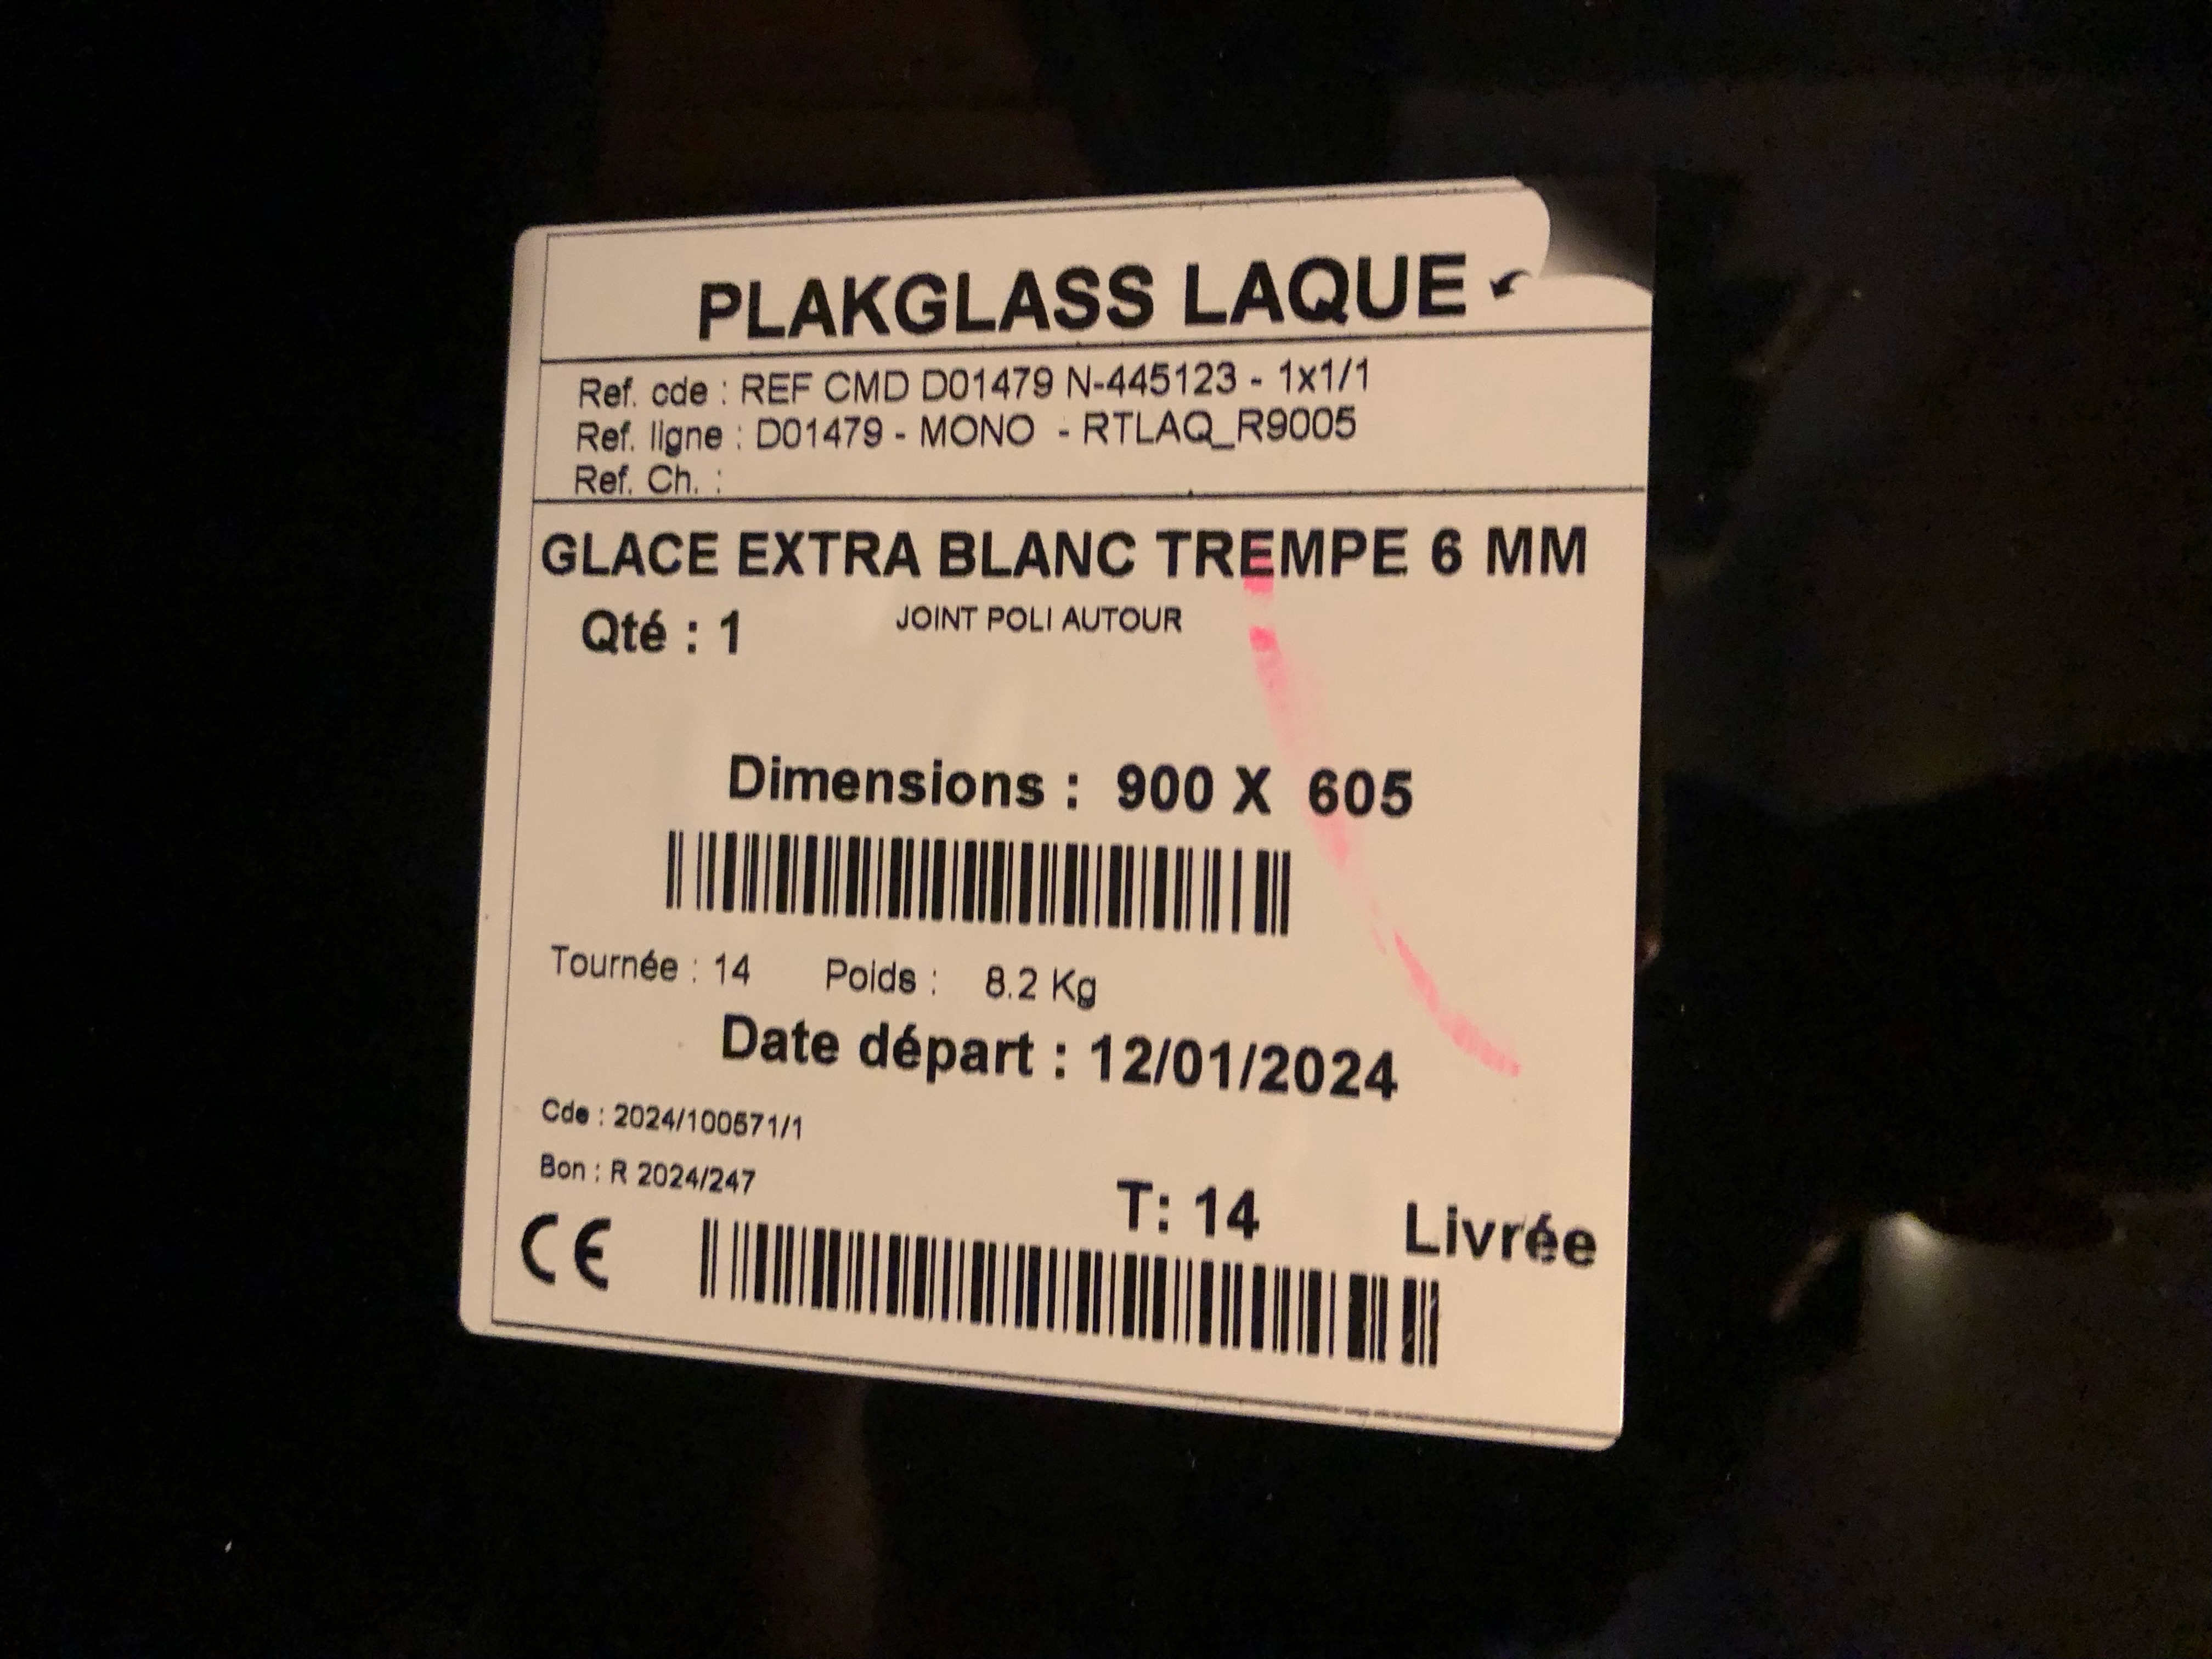 PLAKGLASS LAQUE
Ref. cde : REF CMD D01479 N-445123 - 1x1/1
Ref. ligne : D01479 - MONO - RTLAQ_R9005
Ref. Ch. :
GLACE EXTRA BLANC TREMPE 6 MM
Qté : 1 JOINT POLI AUTOUR
Dimensions : 900 X 605
Tournée : 14 Poids : 8.2 Kg
Date départ : 12/01/2024
Cde : 2024/100571/1
Bon : R 2024/247
T: 14 Livrée
CE